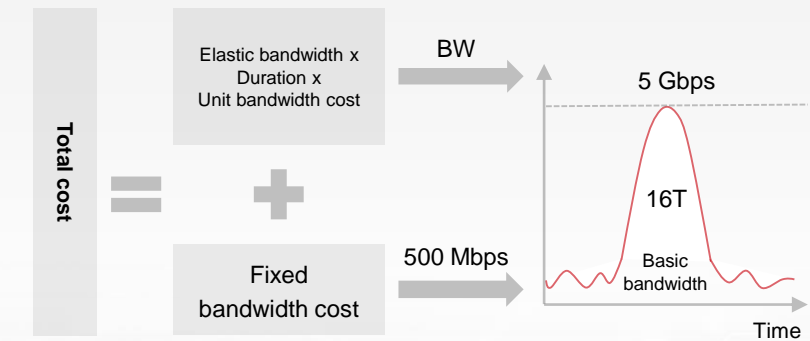 Total cost
Elastic bandwidth x
Duration x
Unit bandwidth cost
BW
Fixed
bandwidth cost
500 Mbps
5 Gbps
16T
Basic
bandwidth
Time